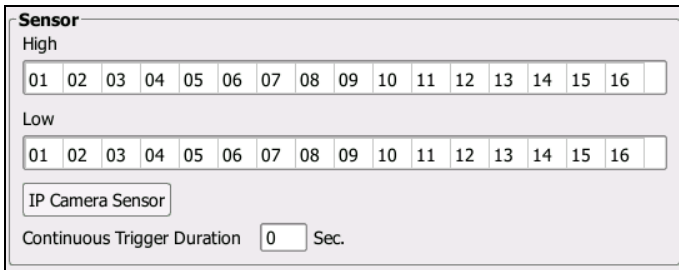 Sensor
High
01 02 03 04 05 06 07 08 09 10 11 12 13 14 15 16
Low
01 02 03 04 05 06 07 08 09 10 11 12 13 14 15 16
IP Camera Sensor
Continuous Trigger Duration 0 Sec.